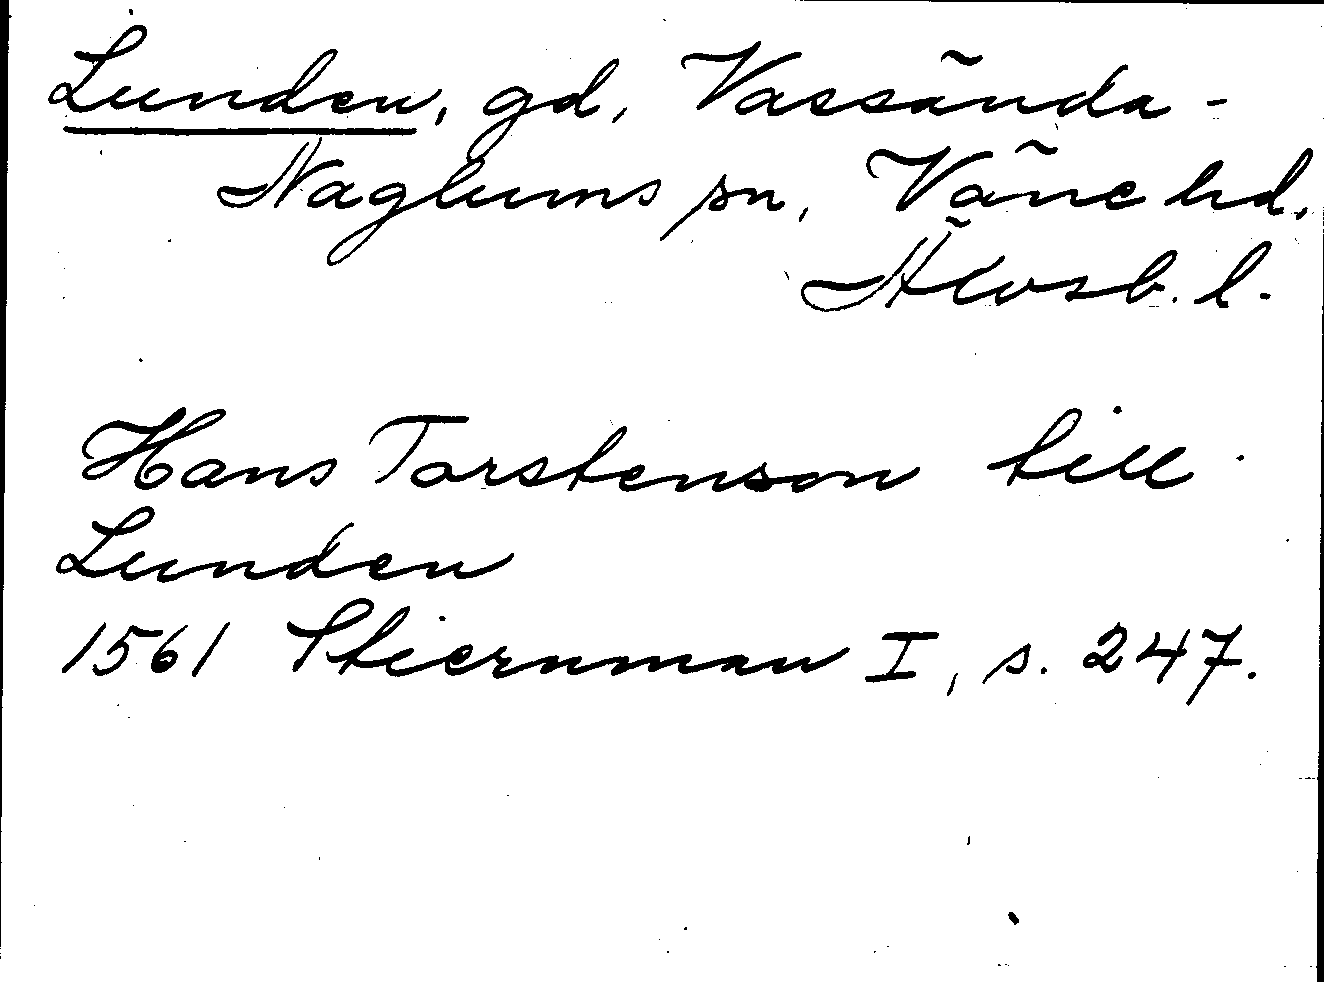 Lunden, gd, Vassända-
Naglums sn, Väne hd,
Älvsb. l.
Hans Torstenson till
Lunden
1561 Stiernman I, s. 247.